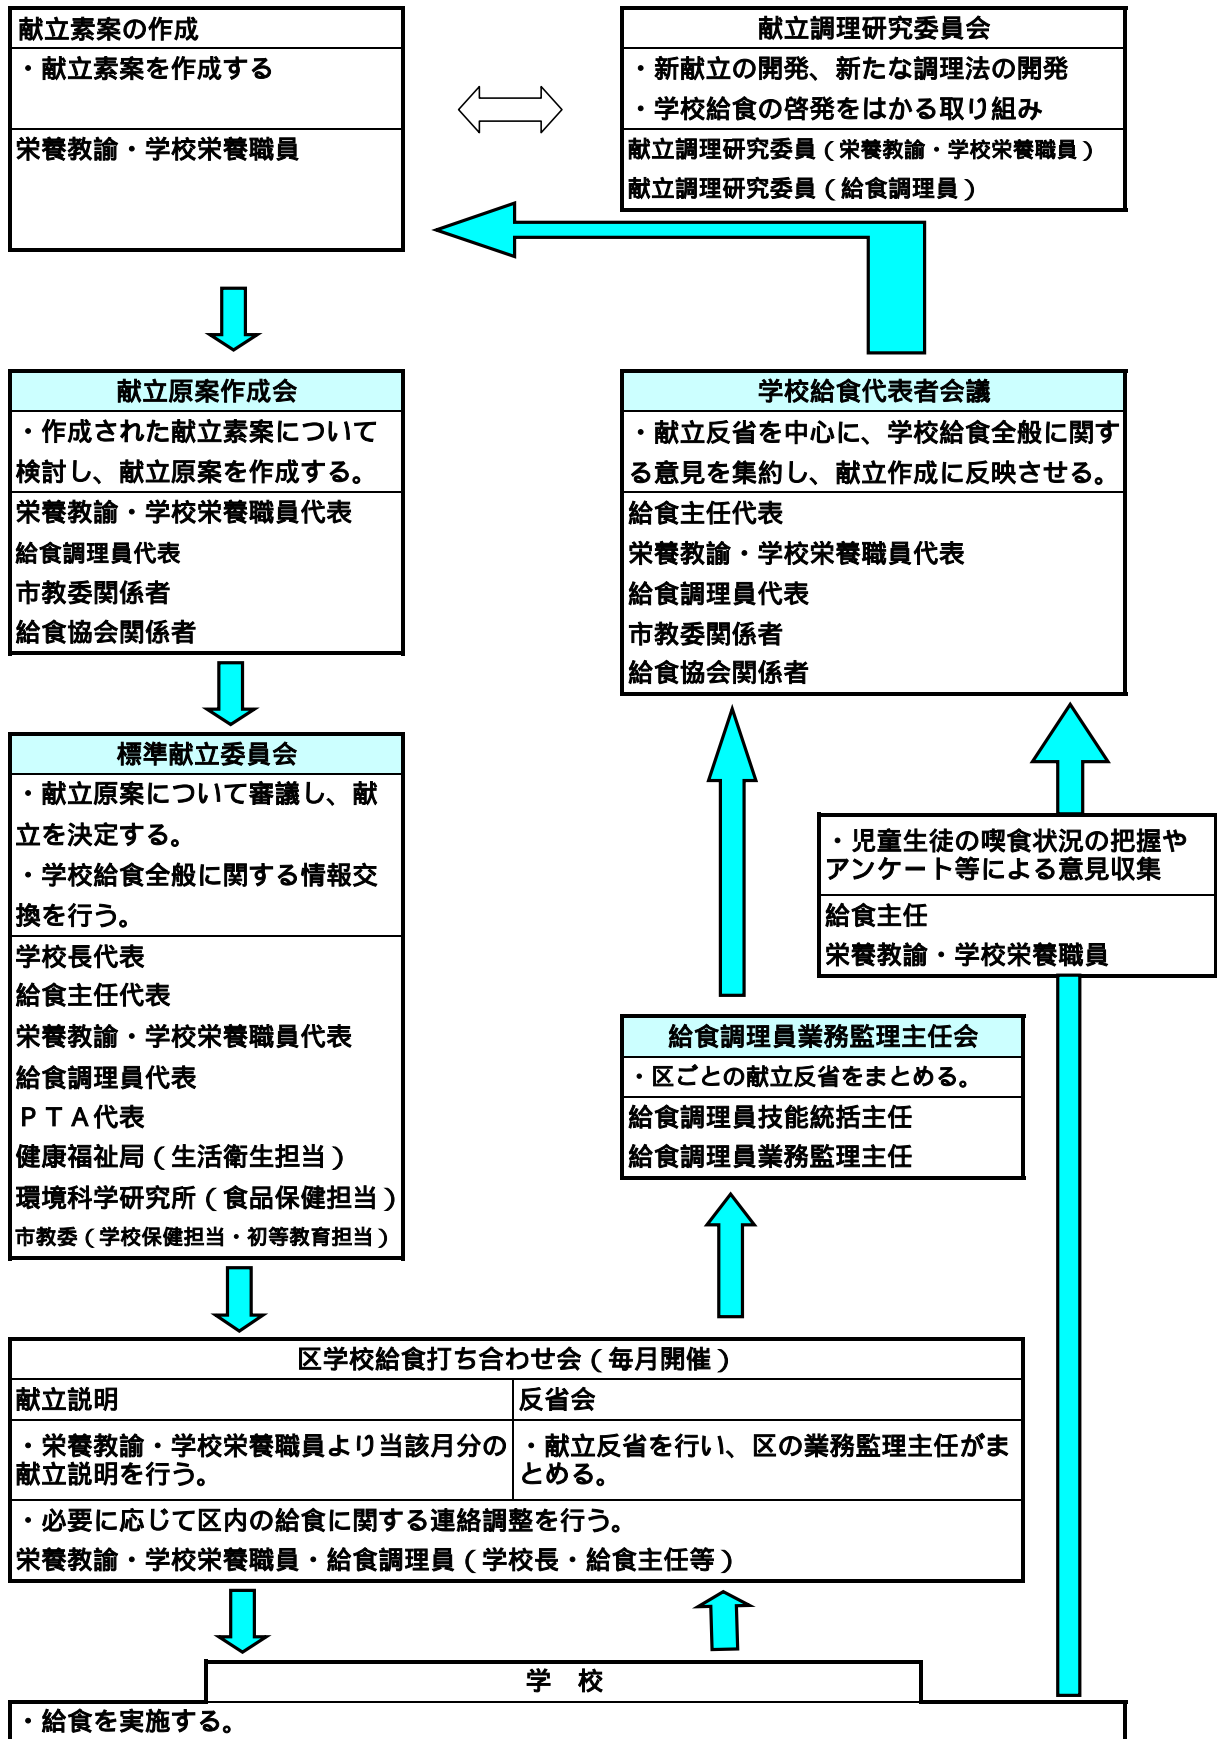 献立素案の作成
・献立素案を作成する
栄養教諭・学校栄養職員
献立調理研究委員会
・新献立の開発、新たな調理法の開発
・学校給食の啓発をはかる取り組み
献立調理研究委員（栄養教諭・学校栄養職員）
献立調理研究委員（給食調理員）
献立原案作成会
・作成された献立素案について
検討し、献立原案を作成する。
栄養教諭・学校栄養職員代表
給食調理員代表
市教委関係者
給食協会関係者
学校給食代表者会議
・献立反省を中心に、学校給食全般に関す
る意見を集約し、献立作成に反映させる。
給食主任代表
栄養教諭・学校栄養職員代表
給食調理員代表
市教委関係者
給食協会関係者
標準献立委員会
・献立原案について審議し、献
立を決定する。
・学校給食全般に関する情報交
換を行う。
学校長代表
給食主任代表
栄養教諭・学校栄養職員代表
給食調理員代表
ＰＴＡ代表
健康福祉局（生活衛生担当）
環境科学研究所（食品保健担当）
市教委（学校保健担当・初等教育担当）
・児童生徒の喫食状況の把握や
アンケート等による意見収集
給食主任
栄養教諭・学校栄養職員
給食調理員業務監理主任会
・区ごとの献立反省をまとめる。
給食調理員技能統括主任
給食調理員業務監理主任
区学校給食打ち合わせ会（毎月開催）
献立説明
・栄養教諭・学校栄養職員より当該月分の
献立説明を行う。
反省会
・献立反省を行い、区の業務監理主任がま
とめる。
・必要に応じて区内の給食に関する連絡調整を行う。
栄養教諭・学校栄養職員・給食調理員（学校長・給食主任等）
学　校
・給食を実施する。